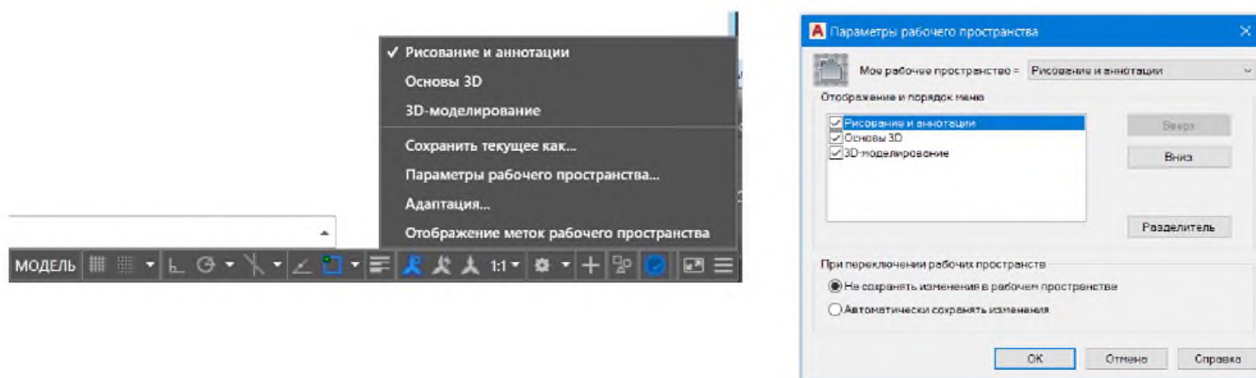 Рисование и аннотации
Основы 3D
3D-моделирование
Сохранить текущее как...
Параметры рабочего пространства...
Адаптация...
Отображение меток рабочего пространства
МОДЕЛЬ
1:1
Параметры рабочего пространства
Мое рабочее пространство = Рисование и аннотации
Отображение и порядок меню
Рисование и аннотации
Основы 3D
3D-моделирование
Вверх
Вниз
Разделитель
При переключении рабочих пространств
Не сохранять изменения в рабочем пространстве
Автоматически сохранять изменения
ОК Отмена Справка